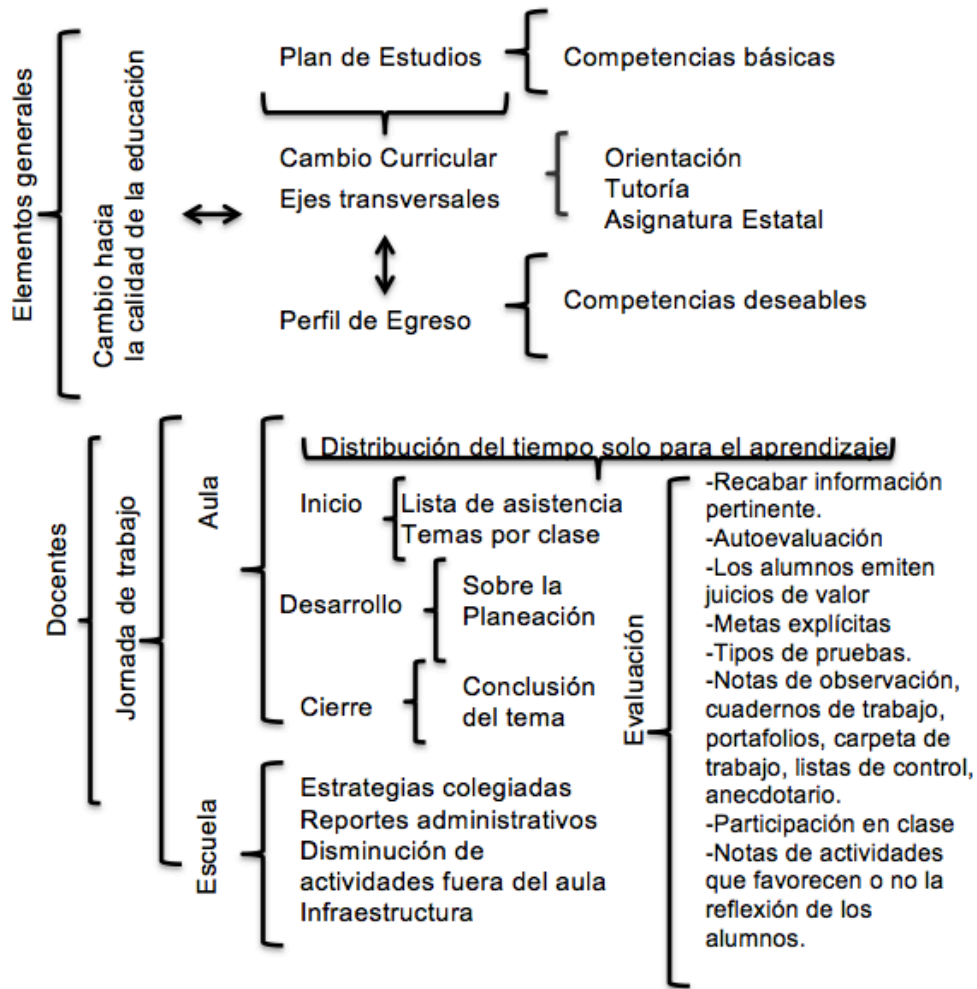 Elementos generales
Cambio hacia
la calidad de la educación
Plan de Estudios
Competencias básicas
Cambio Curricular
Ejes transversales
Orientación
Tutoría
Asignatura Estatal
Perfil de Egreso
Competencias deseables
Docentes
Jornada de trabajo
Aula
Distribución del tiempo solo para el aprendizaje
Inicio
Lista de asistencia
Temas por clase
Desarrollo
Sobre la
Planeación
Cierre
Conclusión
del tema
Escuela
Estrategias colegiadas
Reportes administrativos
Disminución de
actividades fuera del aula
Infraestructura
Evaluación
-Recabar información
pertinente.
-Autoevaluación
-Los alumnos emiten
juicios de valor
-Metas explícitas
-Tipos de pruebas.
-Notas de observación,
cuadernos de trabajo,
portafolios, carpeta de
trabajo, listas de control,
anecdotario.
-Participación en clase
-Notas de actividades
que favorecen o no la
reflexión de los
alumnos.